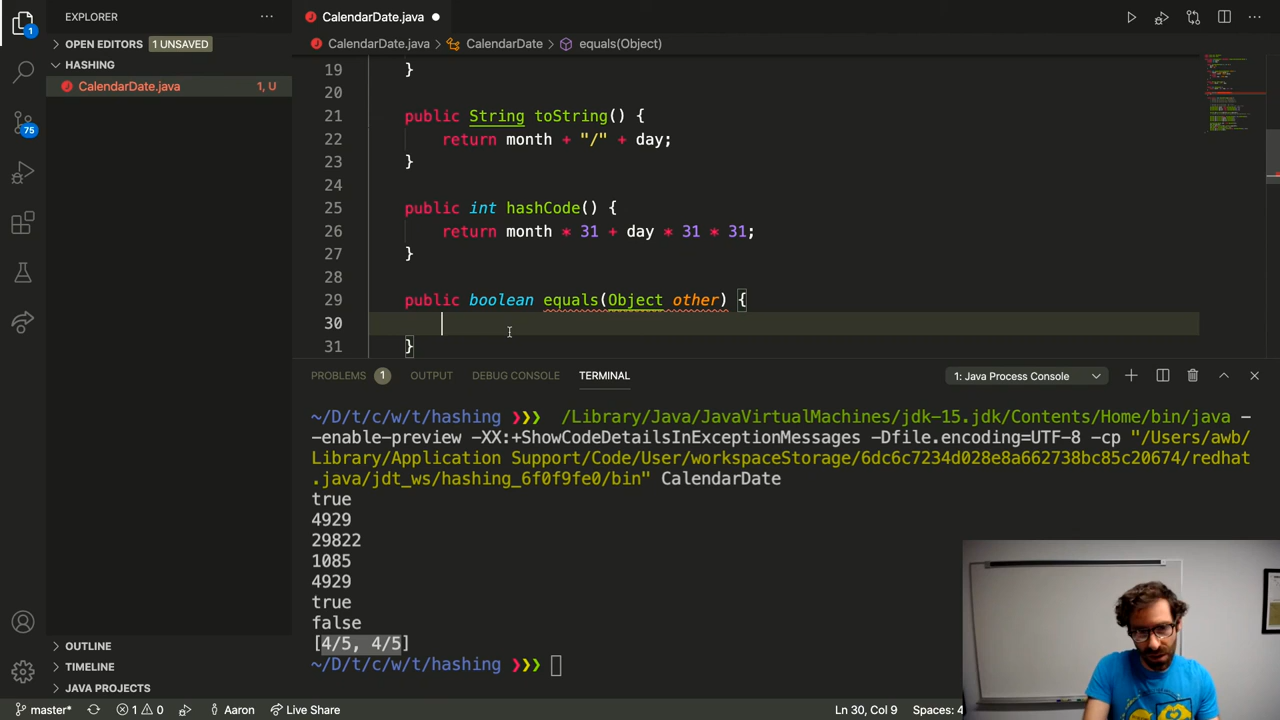 EXPLORER
CalendarDate.java
OPEN EDITORS 1 UNSAVED
CalendarDate.java > CalendarDate > equals(Object)
HASHING
CalendarDate.java 1, U
19 }
20
21 public String toString() {
22 return month + "/" + day;
23 }
24
25 public int hashCode() {
26 return month * 31 + day * 31 * 31;
27 }
28
29 public boolean equals(Object other) {
30
31 }
1
75
PROBLEMS 1 OUTPUT DEBUG CONSOLE TERMINAL 1: Java Process Console
~/D/t/c/w/t/hashing ❯❯❯ /Library/Java/JavaVirtualMachines/jdk-15.jdk/Contents/Home/bin/java -
-enable-preview -XX:+ShowCodeDetailsInExceptionMessages -Dfile.encoding=UTF-8 -cp "/Users/awb/
Library/Application Support/Code/User/workspaceStorage/6dc6c7234d028e8a662738bc85c20674/redhat
.java/jdt_ws/hashing_6f0f9fe0/bin" CalendarDate
true
4929
29822
1085
4929
true
false
[4/5, 4/5]
~/D/t/c/w/t/hashing ❯❯❯
OUTLINE
TIMELINE
JAVA PROJECTS
master* 1 0 Aaron Live Share Ln 30, Col 9 Spaces: 4